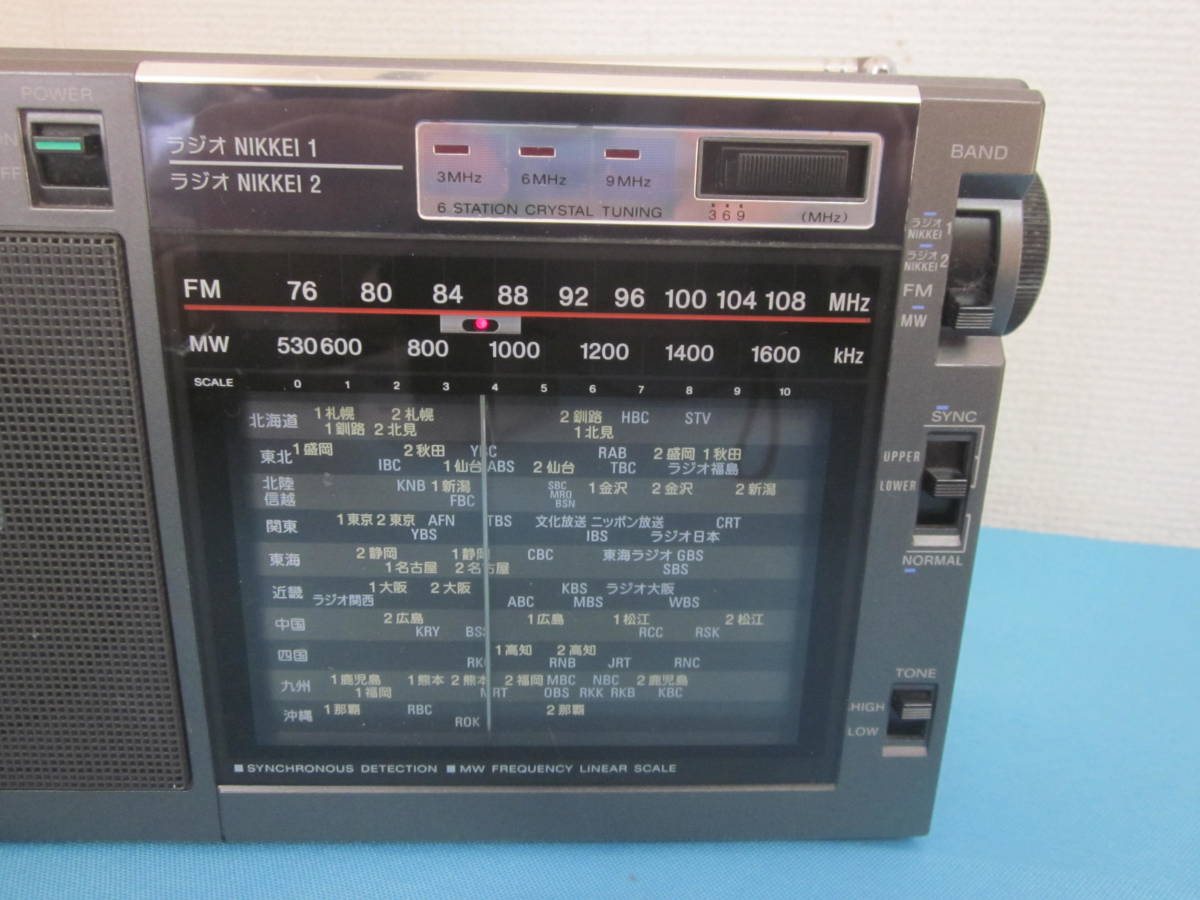 POWER
ラジオ NIKKEI 1
ラジオ NIKKEI 2
3MHz 6MHz 9MHz
6 STATION CRYSTAL TUNING
3 6 9 (MHz)
BAND
ラジオ NIKKEI 1
ラジオ NIKKEI 2
FM
MW
FM 76 80 84 88 92 96 100 104 108 MHz
MW 530 600 800 1000 1200 1400 1600 kHz
SCALE 0 1 2 3 4 5 6 7 8 9 10
北海道 1札幌 2札幌 2釧路 HBC STV
1釧路 2北見 1北見
東北 1盛岡 2秋田 RAB 2盛岡 1秋田
IBC 1仙台 ABS 2仙台 TBC ラジオ福島
北陸 信越 KNB 1新潟 SBC 1金沢 2金沢 2新潟
FBC MRO
BSN
関東 1東京 2東京 AFN TBS 文化放送 ニッポン放送 CRT
YBS IBS ラジオ日本
東海 2静岡 1静岡 CBC 東海ラジオ GBS
1名古屋 2名古屋 SBS
近畿 1大阪 2大阪 KBS ラジオ大阪
ラジオ関西 ABC MBS WBS
中国 2広島 1広島 1松江 2松江
KRY RCC RSK
四国 1高知 2高知
RNB JRT RNC
九州 1鹿児島 1熊本 2熊本 2福岡 MBC NBC 2鹿児島
1福岡 OBS RKK RKB KBC
沖縄 1那覇 RBC 2那覇
ROK
SYNCHRONOUS DETECTION MW FREQUENCY LINEAR SCALE
SYNC
UPPER
LOWER
NORMAL
TONE
HIGH
LOW